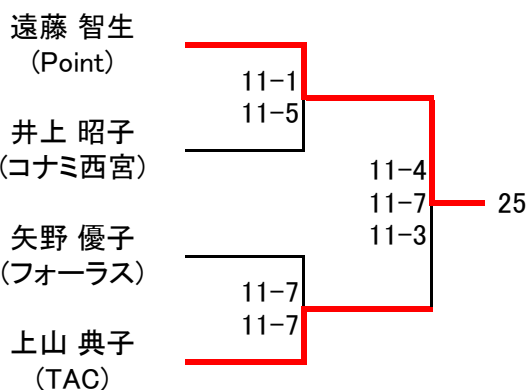 遠藤 智生
(Point)
11-1
11-5
井上 昭子
(コナミ西宮)
11-4
11-7
11-3
25
矢野 優子
(フォーラス)
11-7
11-7
上山 典子
(TAC)